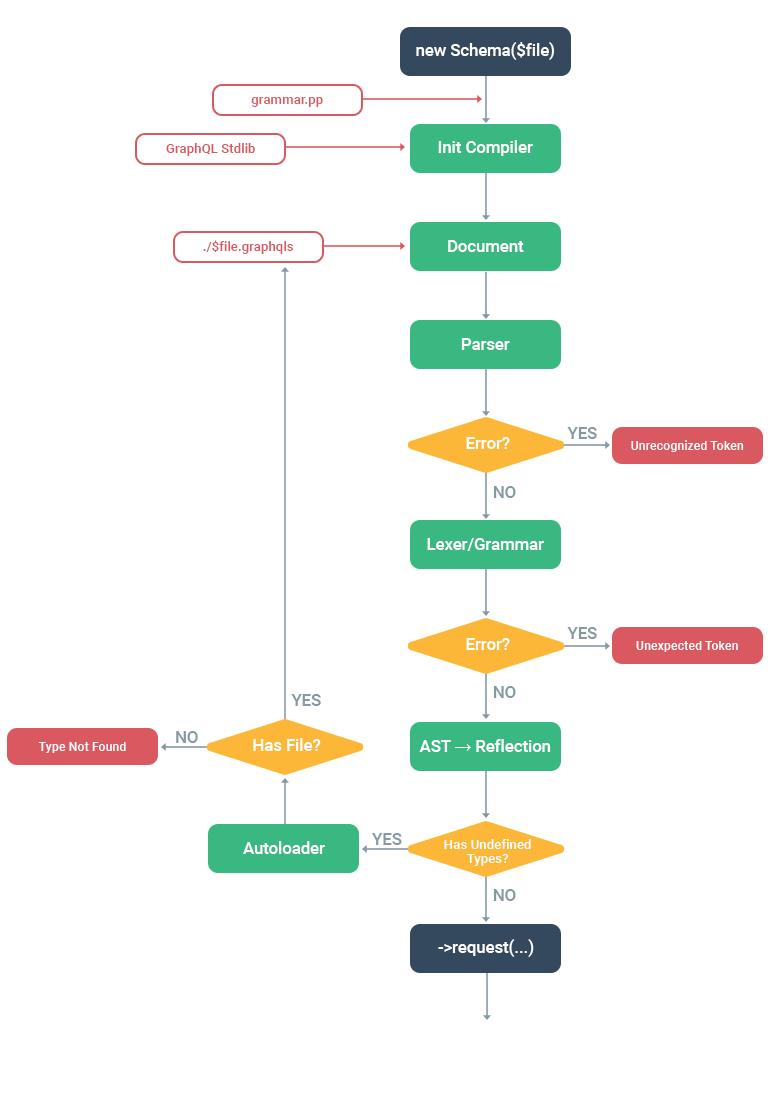 new Schema($file)
grammar.pp
GraphQL Stdlib
Init Compiler
./$file.graphqls
Document
Parser
Error?
YES
Unrecognized Token
NO
Lexer/Grammar
Error?
YES
Unexpected Token
NO
AST → Reflection
YES
Has File?
NO
Type Not Found
Autoloader
YES
Has Undefined
Types?
NO
->request(...)